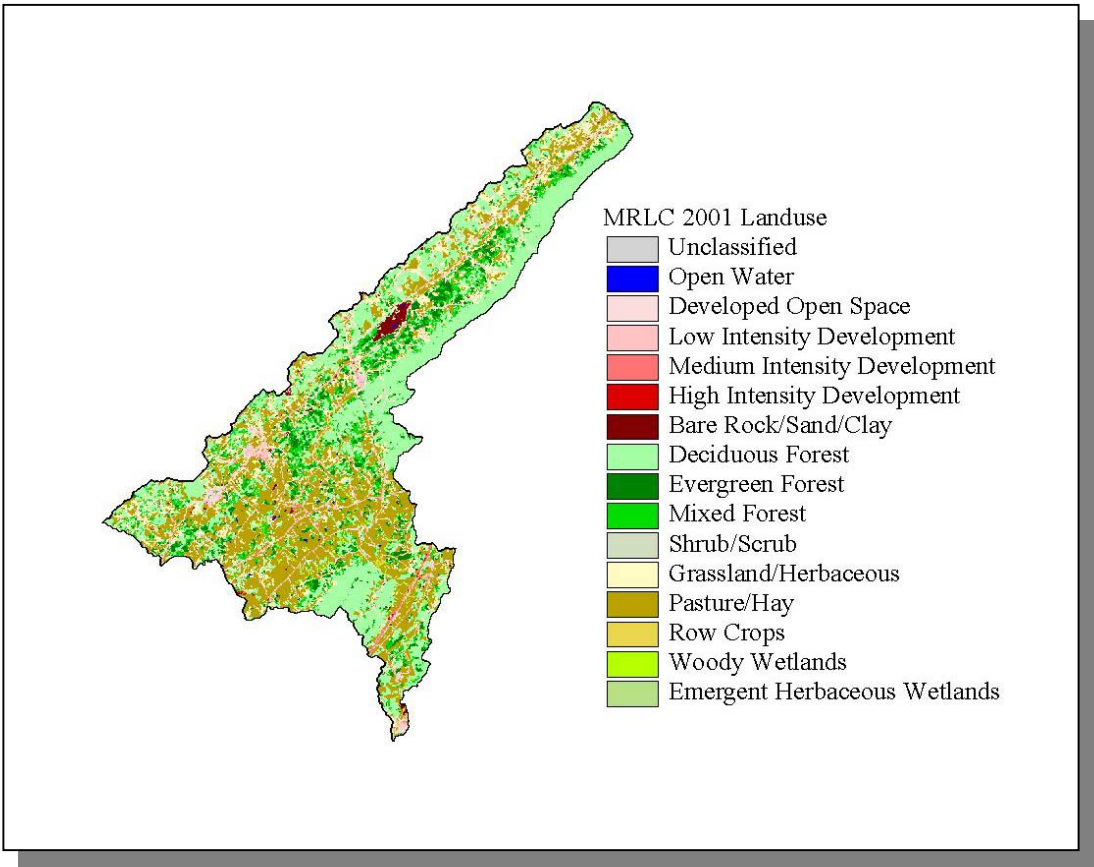 MRLC 2001 Landuse
Unclassified
Open Water
Developed Open Space
Low Intensity Development
Medium Intensity Development
High Intensity Development
Bare Rock/Sand/Clay
Deciduous Forest
Evergreen Forest
Mixed Forest
Shrub/Scrub
Grassland/Herbaceous
Pasture/Hay
Row Crops
Woody Wetlands
Emergent Herbaceous Wetlands